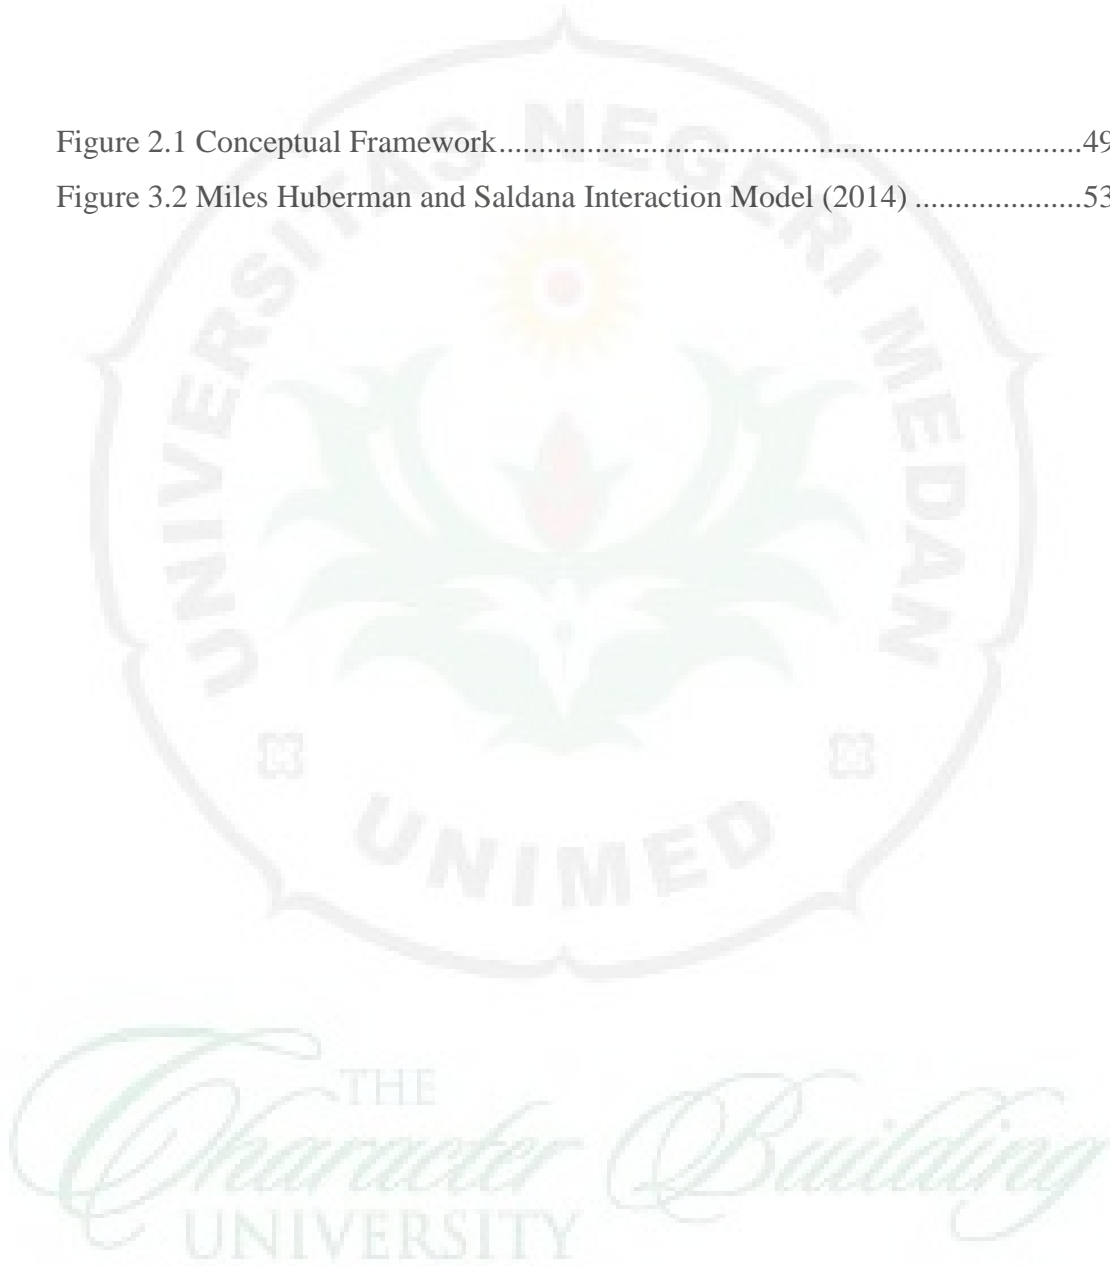 Figure 2.1 Conceptual Framework..........................................................................49
Figure 3.2 Miles Huberman and Saldana Interaction Model (2014) .....................53
UNIVERSITAS NEGERI MEDAN
UNIMED
THE
Character Building
UNIVERSITY